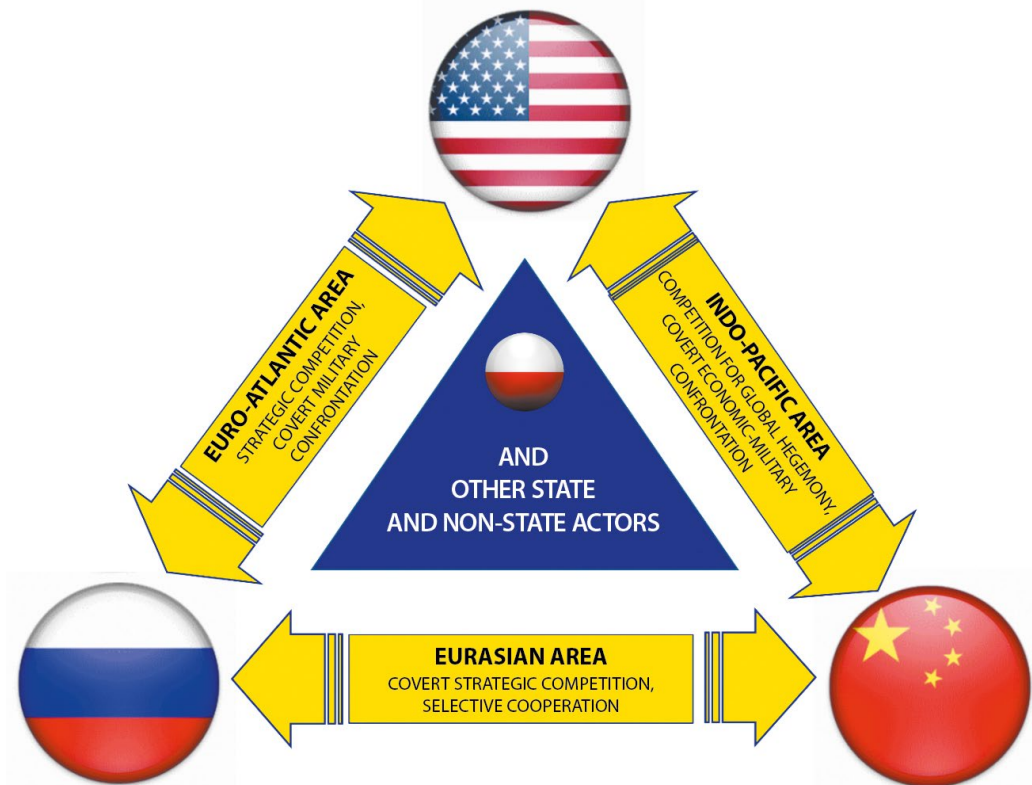 EURO-ATLANTIC AREA
STRATEGIC COMPETITION,
COVERT MILITARY
CONFRONTATION
INDO-PACIFIC AREA
COMPETITION FOR GLOBAL HEGEMONY,
COVERT ECONOMIC-MILITARY
CONFRONTATION
AND
OTHER STATE
AND NON-STATE ACTORS
EURASIAN AREA
COVERT STRATEGIC COMPETITION,
SELECTIVE COOPERATION